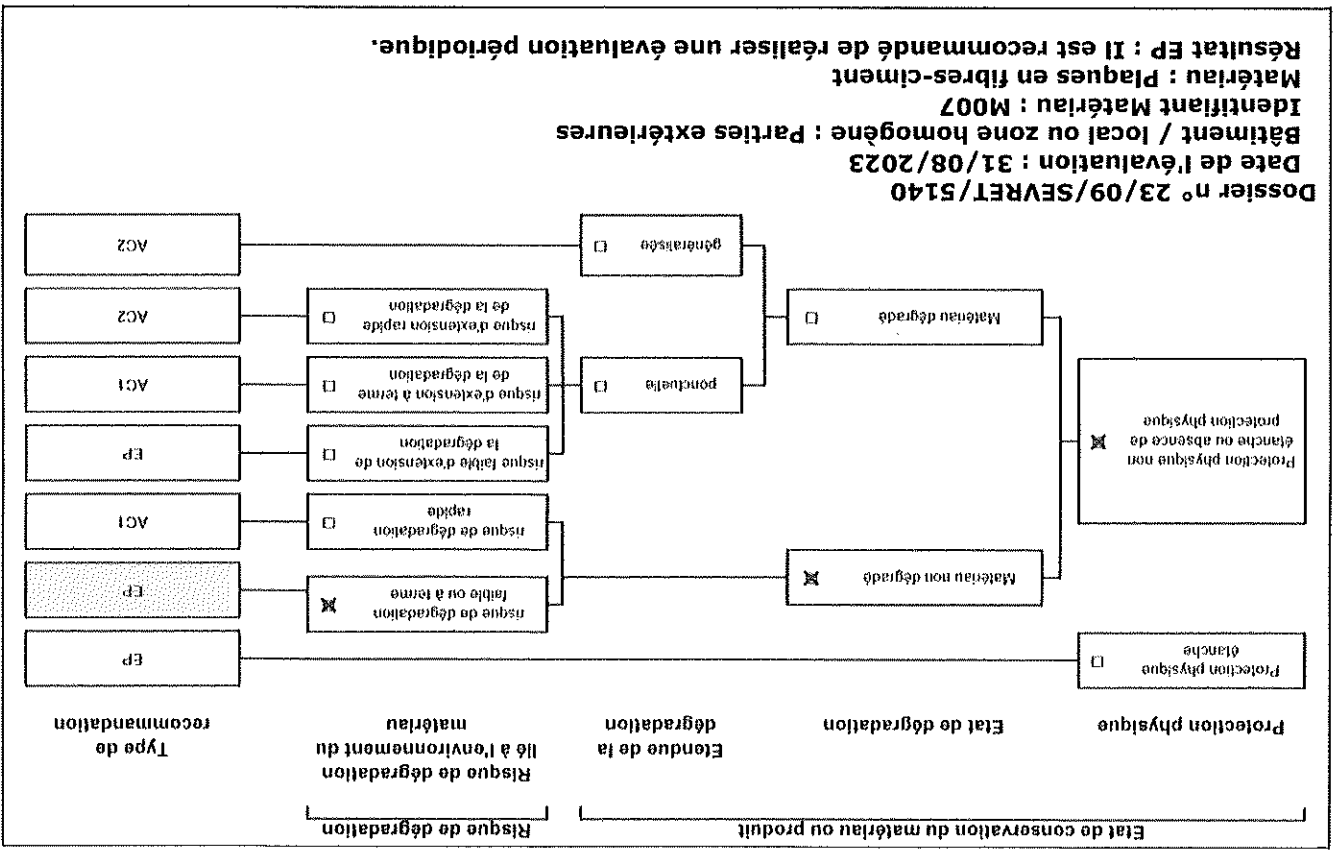 Dossier n° 23/09/SEVRET/5140
Date de l'évaluation : 31/08/2023
Bâtiment / local ou zone homogène : Parties extérieures
Identifiant Matériau : M007
Matériau : Plaques en fibres-ciment
Résultat EP : Il est recommandé de réaliser une évaluation périodique.
Etat de conservation du matériau ou produit
Risque de dégradation
Protection physique
Etat de dégradation
Etendue de la
dégradation
Risque de dégradation
lié à l'environnement du
matériau
Type de
recommandation
Protection physique
étanche
EP
risque de dégradation
faible ou à terme
EP
Matériau non dégradé
risque de dégradation
rapide
AC1
Protection physique non
étanche ou absence de
protection physique
risque faible d'extension de
la dégradation
EP
ponctuelle
risque d'extension à terme
de la dégradation
AC1
Matériau dégradé
risque d'extension rapide
de la dégradation
AC2
généralisée
AC2